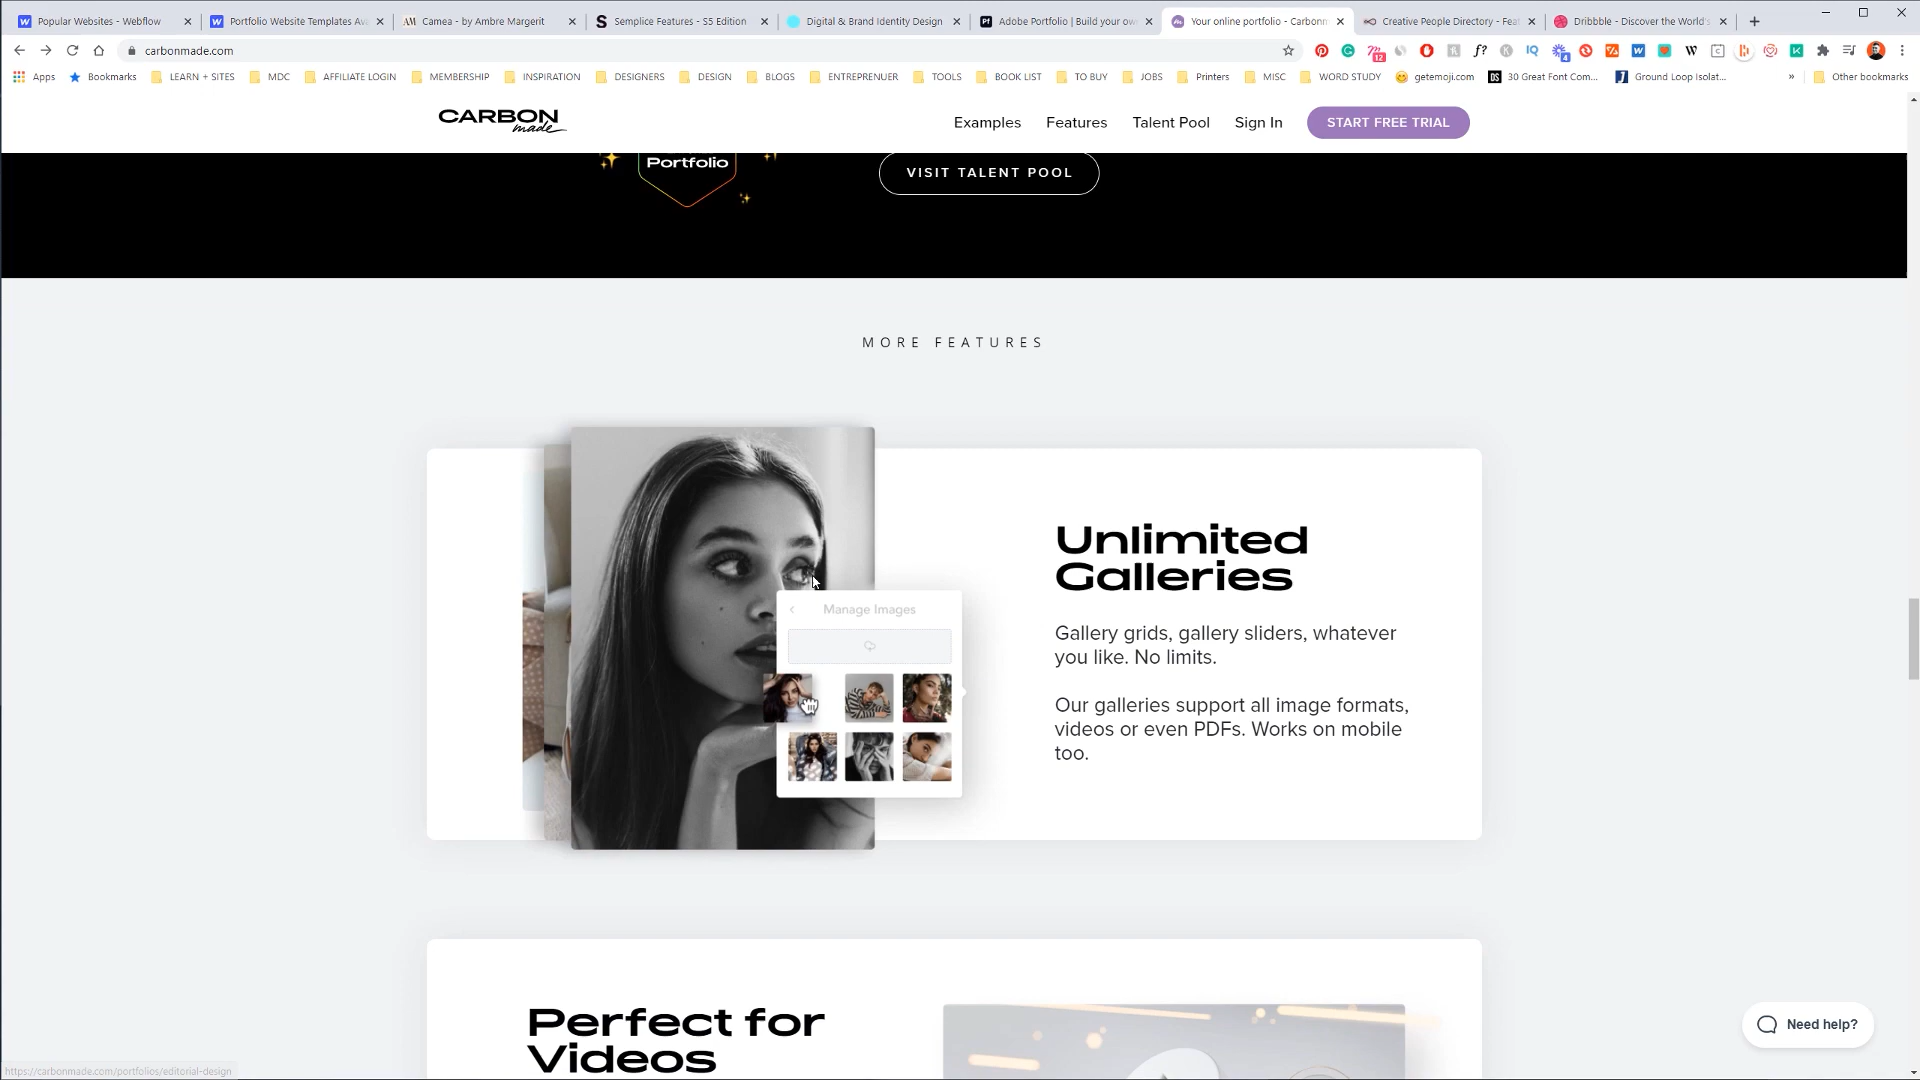 Popular Websites - Webflow
Portfolio Website Templates Ava
Camea - by Ambre Margerit
Semplice Features - S5 Edition
Digital & Brand Identity Design
Adobe Portfolio | Build your ow
Your online portfolio - Carbonm
Creative People Directory - Feat
Dribbble - Discover the World's
carbonmade.com
Apps
Bookmarks
LEARN + SITES
MDC
AFFILIATE LOGIN
MEMBERSHIP
INSPIRATION
DESIGNERS
DESIGN
BLOGS
ENTREPRENUER
TOOLS
BOOK LIST
TO BUY
JOBS
Printers
MISC
WORD STUDY
getemoji.com
30 Great Font Com...
Ground Loop Isolat...
Other bookmarks
CARBON
made
Examples
Features
Talent Pool
Sign In
START FREE TRIAL
Portfolio
VISIT TALENT POOL
MORE FEATURES
Manage Images
Unlimited
Galleries
Gallery grids, gallery sliders, whatever
you like. No limits.
Our galleries support all image formats,
videos or even PDFs. Works on mobile
too.
Perfect for
Videos
Need help?
https://carbonmade.com/portfolios/editorial-design